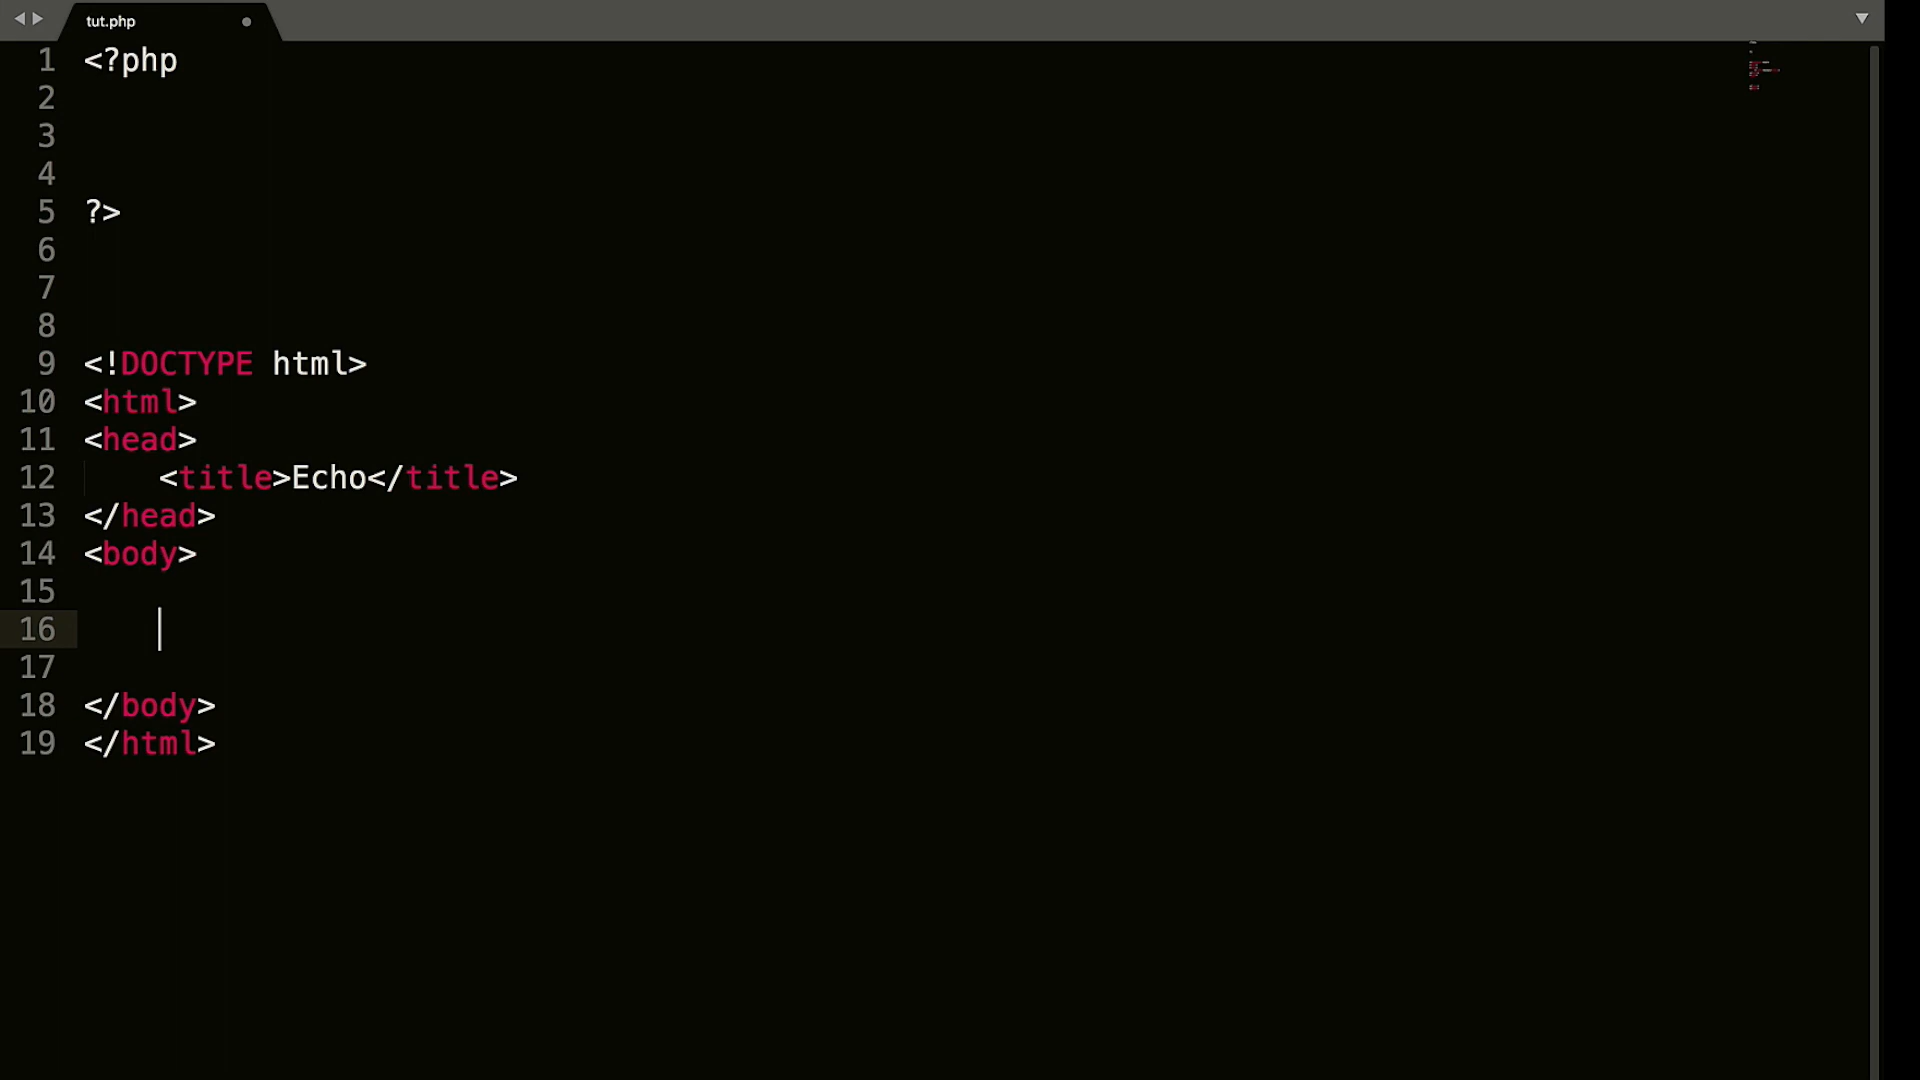 tut.php
1 <?php
2
3
4
5 ?>
6
7
8
9 <!DOCTYPE html>
10 <html>
11 <head>
12 <title>Echo</title>
13 </head>
14 <body>
15
16
17
18 </body>
19 </html>